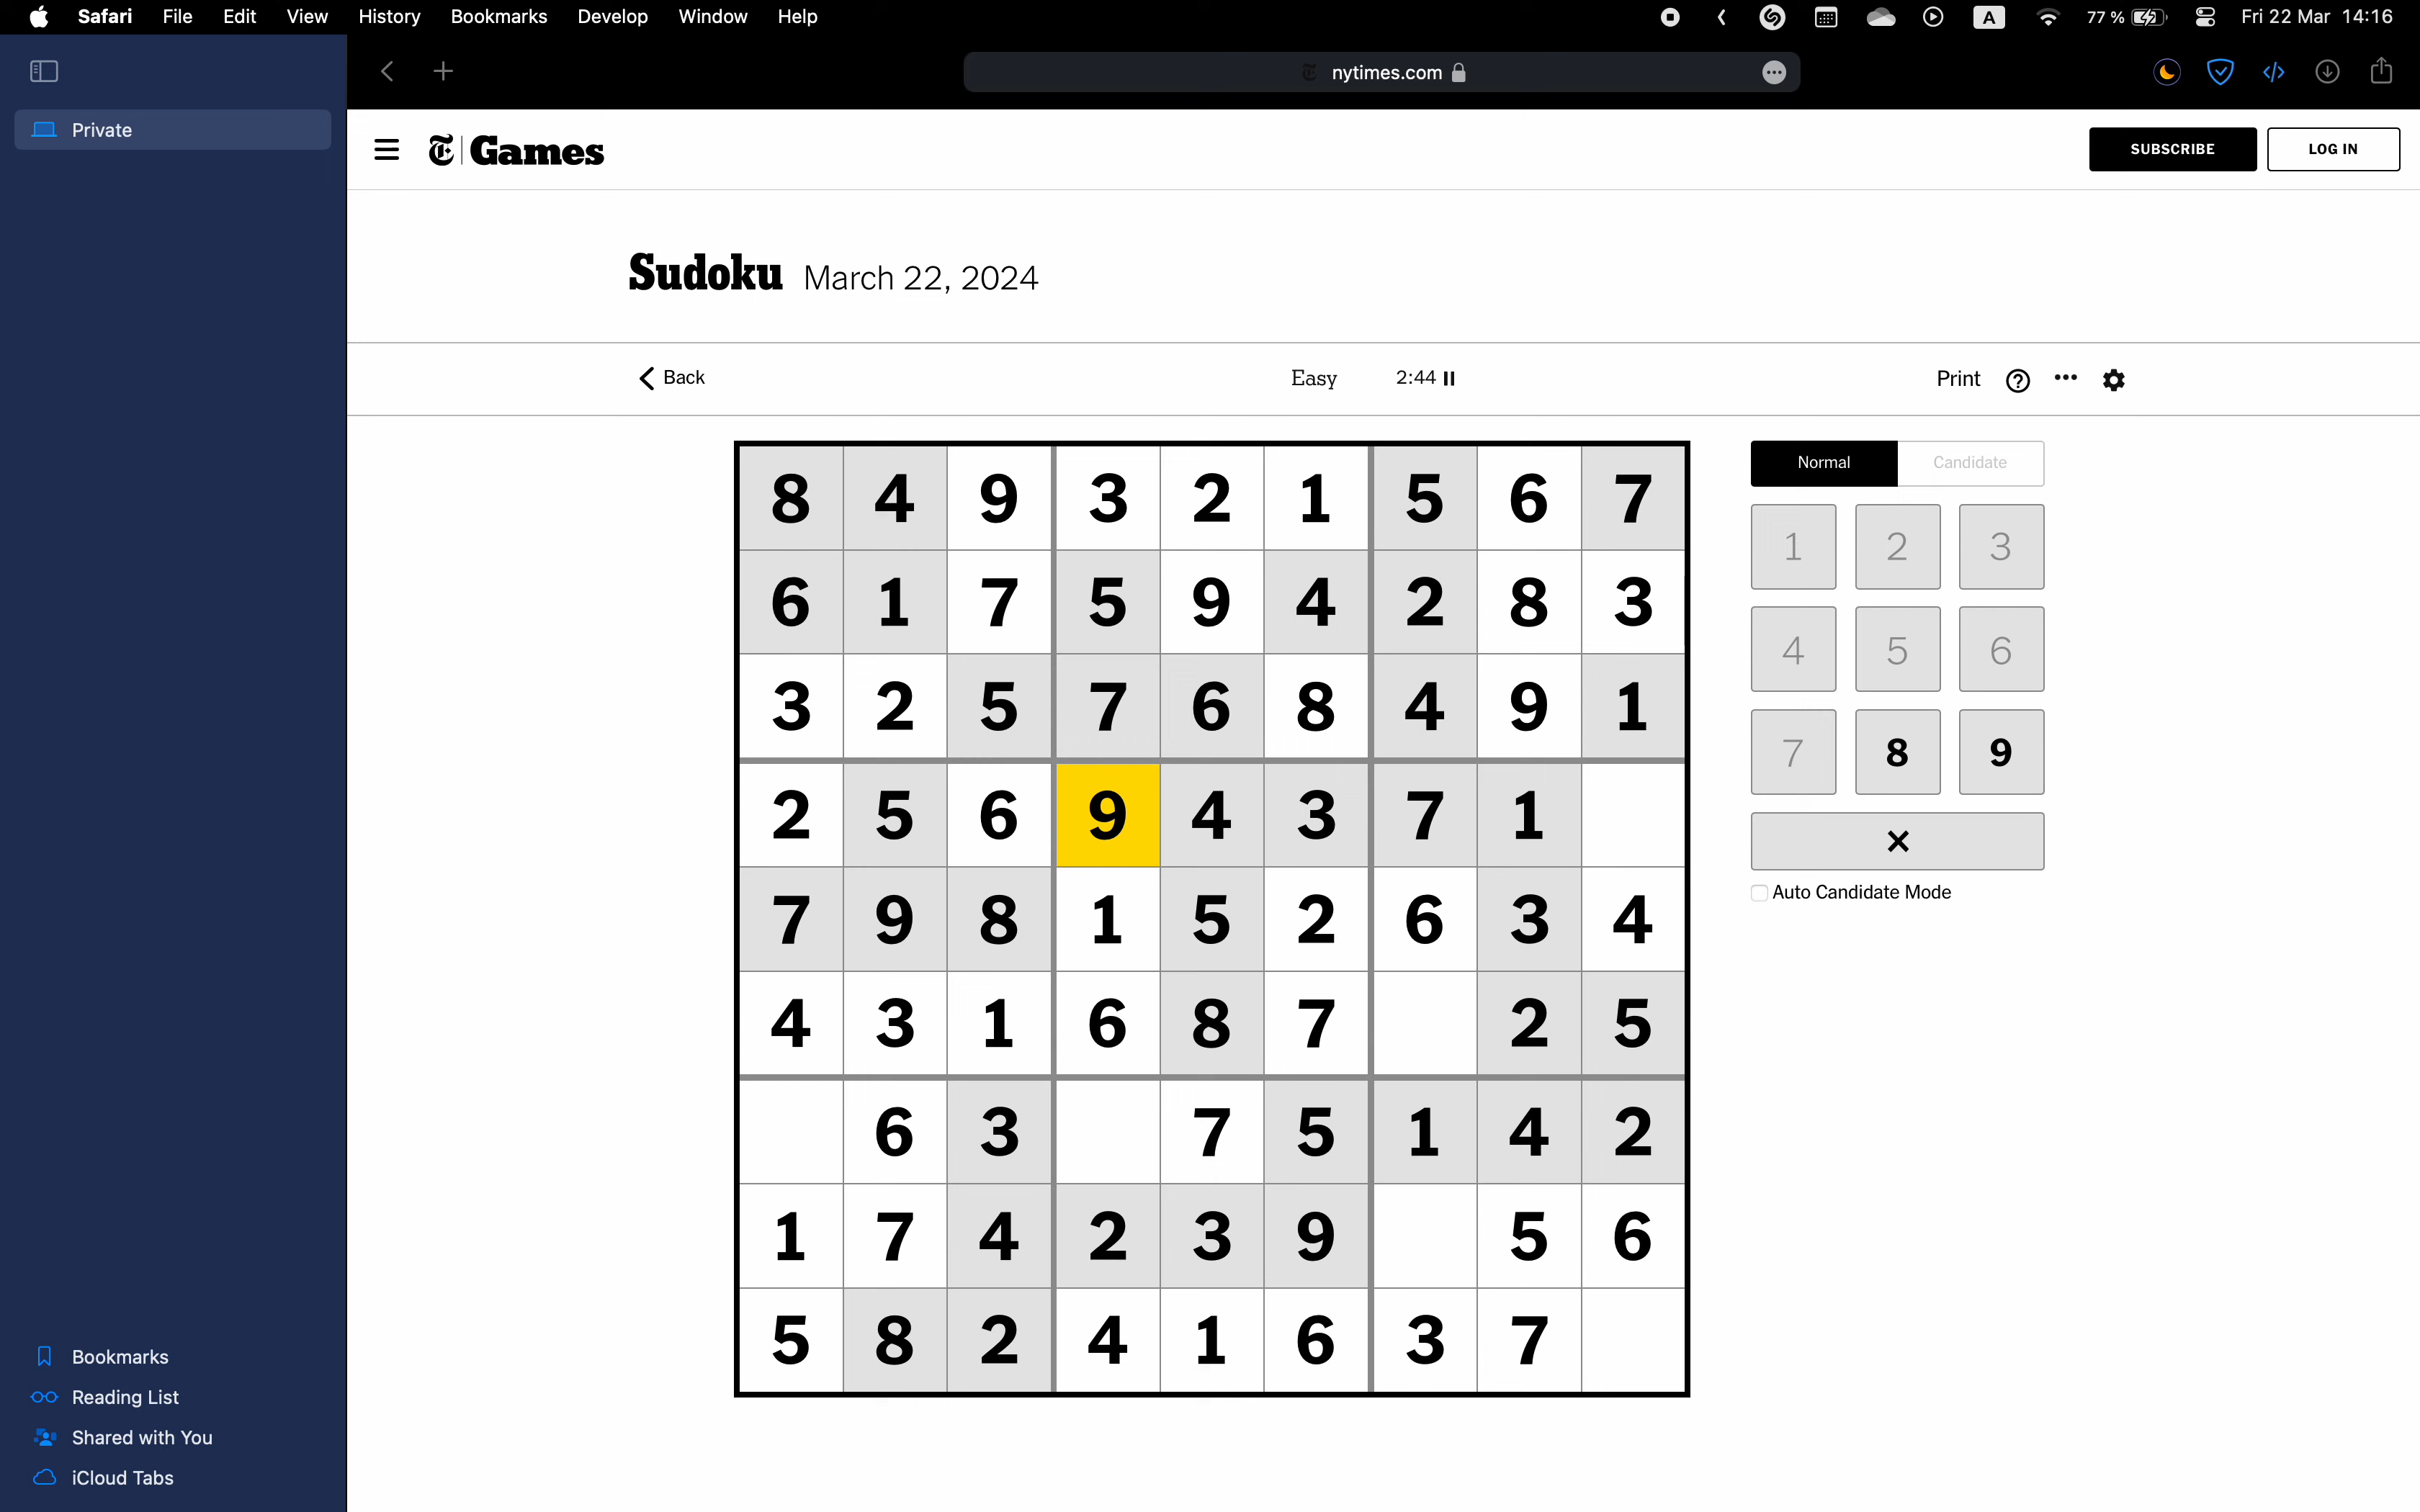 Safari File Edit View History Bookmarks Develop Window Help A 77 % Fri 22 Mar 14:16
nytimes.com
Private
Games
SUBSCRIBE LOG IN
Sudoku March 22, 2024
Back Easy 2:44 Print
Normal Candidate
8 4 9 3 2 1 5 6 7
1 2 3
6 1 7 5 9 4 2 8 3
4 5 6
3 2 5 7 6 8 4 9 1
7 8 9
2 5 6 9 4 3 7 1
Auto Candidate Mode
7 9 8 1 5 2 6 3 4
4 3 1 6 8 7 2 5
6 3 7 5 1 4 2
1 7 4 2 3 9 5 6
5 8 2 4 1 6 3 7
Bookmarks
Reading List
Shared with You
iCloud Tabs